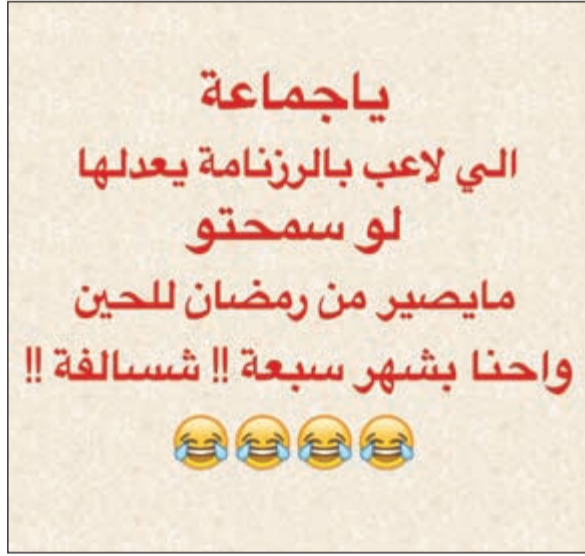 ياجماعة
الي لاعب بالرزنامة يعدلها
لو سمحتو
مايصير من رمضان للحين
واحنا بشهر سبعة !! شسالفة !!
😂😂😂😂